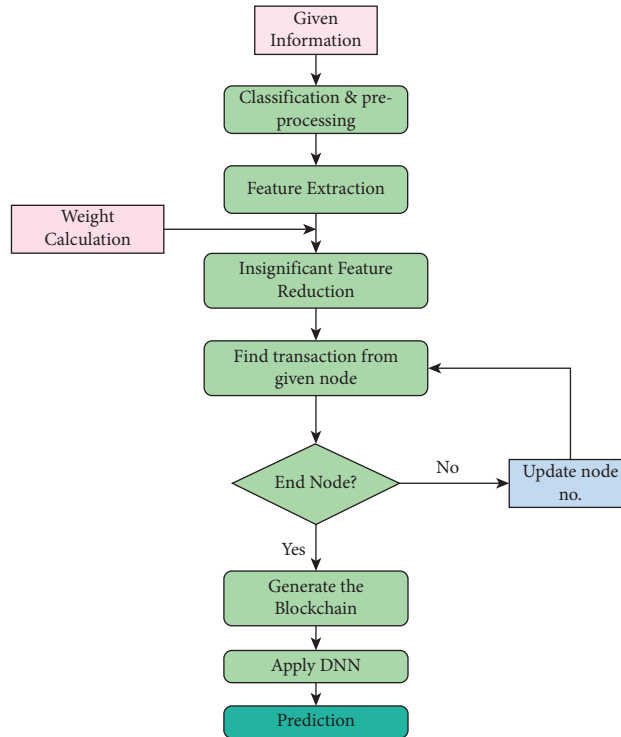 Given
Information
Classification & pre-
processing
Feature Extraction
Weight
Calculation
Insignificant Feature
Reduction
Find transaction from
given node
End Node?
No
Update node
no.
Yes
Generate the
Blockchain
Apply DNN
Prediction